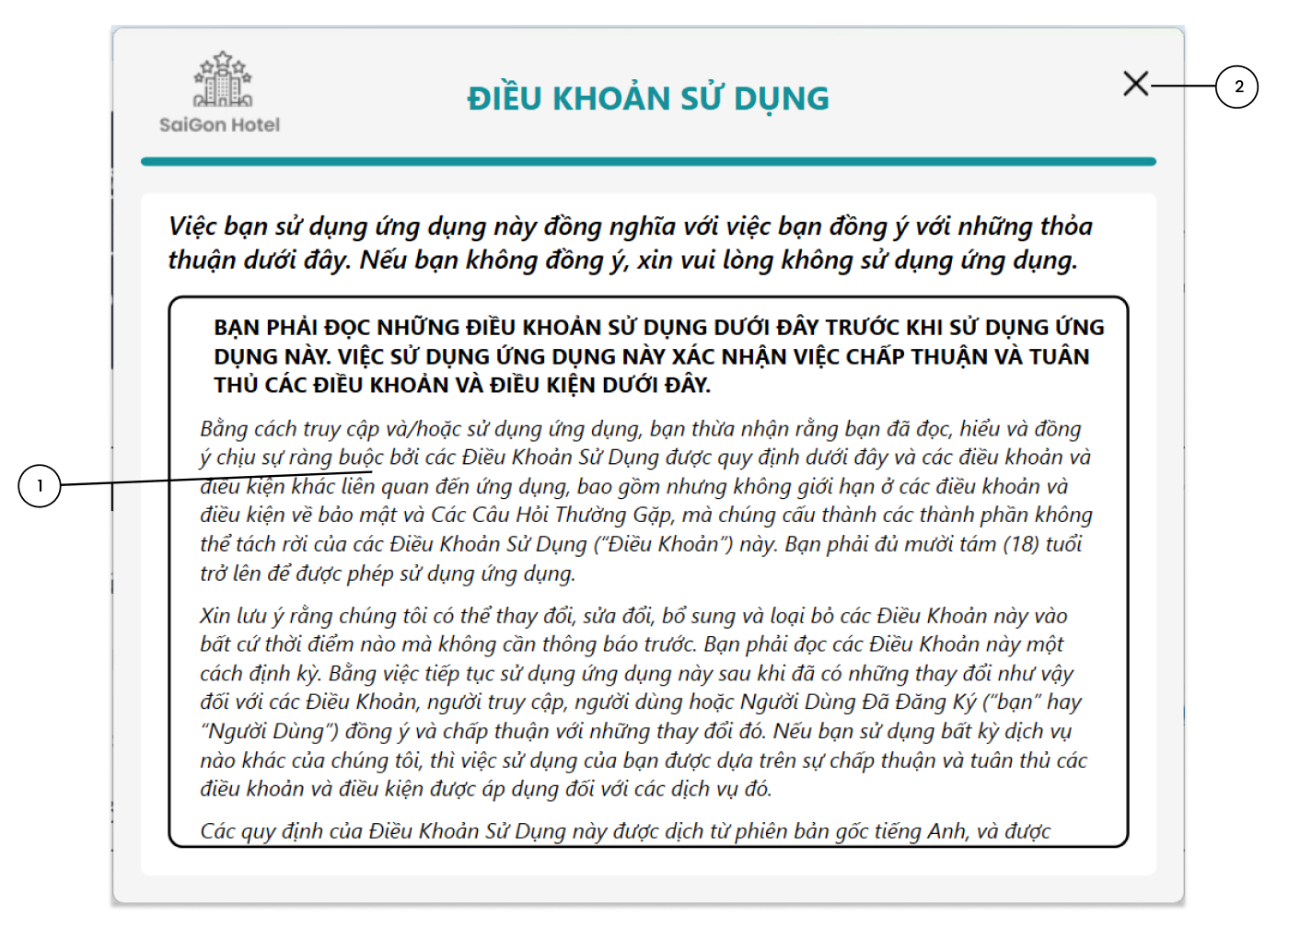 SaiGon Hotel
ĐIỀU KHOẢN SỬ DỤNG
2
Việc bạn sử dụng ứng dụng này đồng nghĩa với việc bạn đồng ý với những thỏa
thuận dưới đây. Nếu bạn không đồng ý, xin vui lòng không sử dụng ứng dụng.
BẠN PHẢI ĐỌC NHỮNG ĐIỀU KHOẢN SỬ DỤNG DƯỚI ĐÂY TRƯỚC KHI SỬ DỤNG ỨNG
DỤNG NÀY. VIỆC SỬ DỤNG ỨNG DỤNG NÀY XÁC NHẬN VIỆC CHẤP THUẬN VÀ TUÂN
THỦ CÁC ĐIỀU KHOẢN VÀ ĐIỀU KIỆN DƯỚI ĐÂY.
Bằng cách truy cập và/hoặc sử dụng ứng dụng, bạn thừa nhận rằng bạn đã đọc, hiểu và đồng
ý chịu sự ràng buộc bởi các Điều Khoản Sử Dụng được quy định dưới đây và các điều khoản và
1
điều kiện khác liên quan đến ứng dụng, bao gồm nhưng không giới hạn ở các điều khoản và
điều kiện về bảo mật và Các Câu Hỏi Thường Gặp, mà chúng cấu thành các thành phần không
thể tách rời của các Điều Khoản Sử Dụng (“Điều Khoản”) này. Bạn phải đủ mười tám (18) tuổi
trở lên để được phép sử dụng ứng dụng.
Xin lưu ý rằng chúng tôi có thể thay đổi, sửa đổi, bổ sung và loại bỏ các Điều Khoản này vào
bất cứ thời điểm nào mà không cần thông báo trước. Bạn phải đọc các Điều Khoản này một
cách định kỳ. Bằng việc tiếp tục sử dụng ứng dụng này sau khi đã có những thay đổi như vậy
đối với các Điều Khoản, người truy cập, người dùng hoặc Người Dùng Đã Đăng Ký (“bạn” hay
“Người Dùng”) đồng ý và chấp thuận với những thay đổi đó. Nếu bạn sử dụng bất kỳ dịch vụ
nào khác của chúng tôi, thì việc sử dụng của bạn được dựa trên sự chấp thuận và tuân thủ các
điều khoản và điều kiện được áp dụng đối với các dịch vụ đó.
Các quy định của Điều Khoản Sử Dụng này được dịch từ phiên bản gốc tiếng Anh, và được